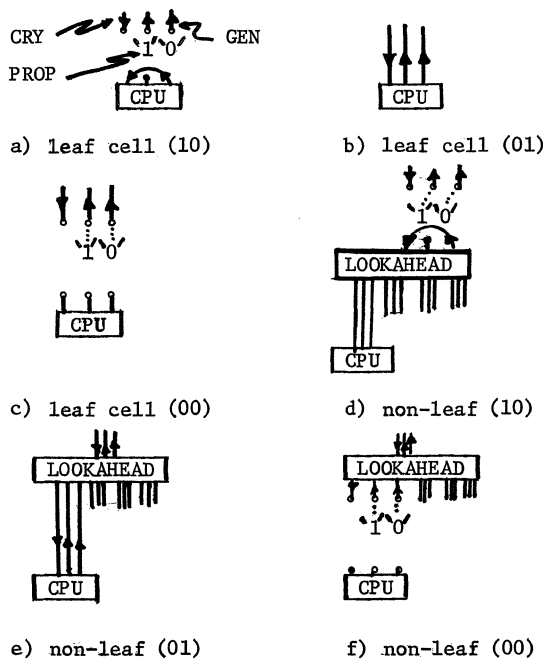 CRY
GEN
'1' '0'
PROP
CPU
CPU
a) leaf cell (10)
b) leaf cell (01)
'1' '0'
CPU
'1' '0'
LOOKAHEAD
CPU
c) leaf cell (00)
d) non-leaf (10)
LOOKAHEAD
CPU
LOOKAHEAD
'1' '0'
CPU
e) non-leaf (01)
f) non-leaf (00)